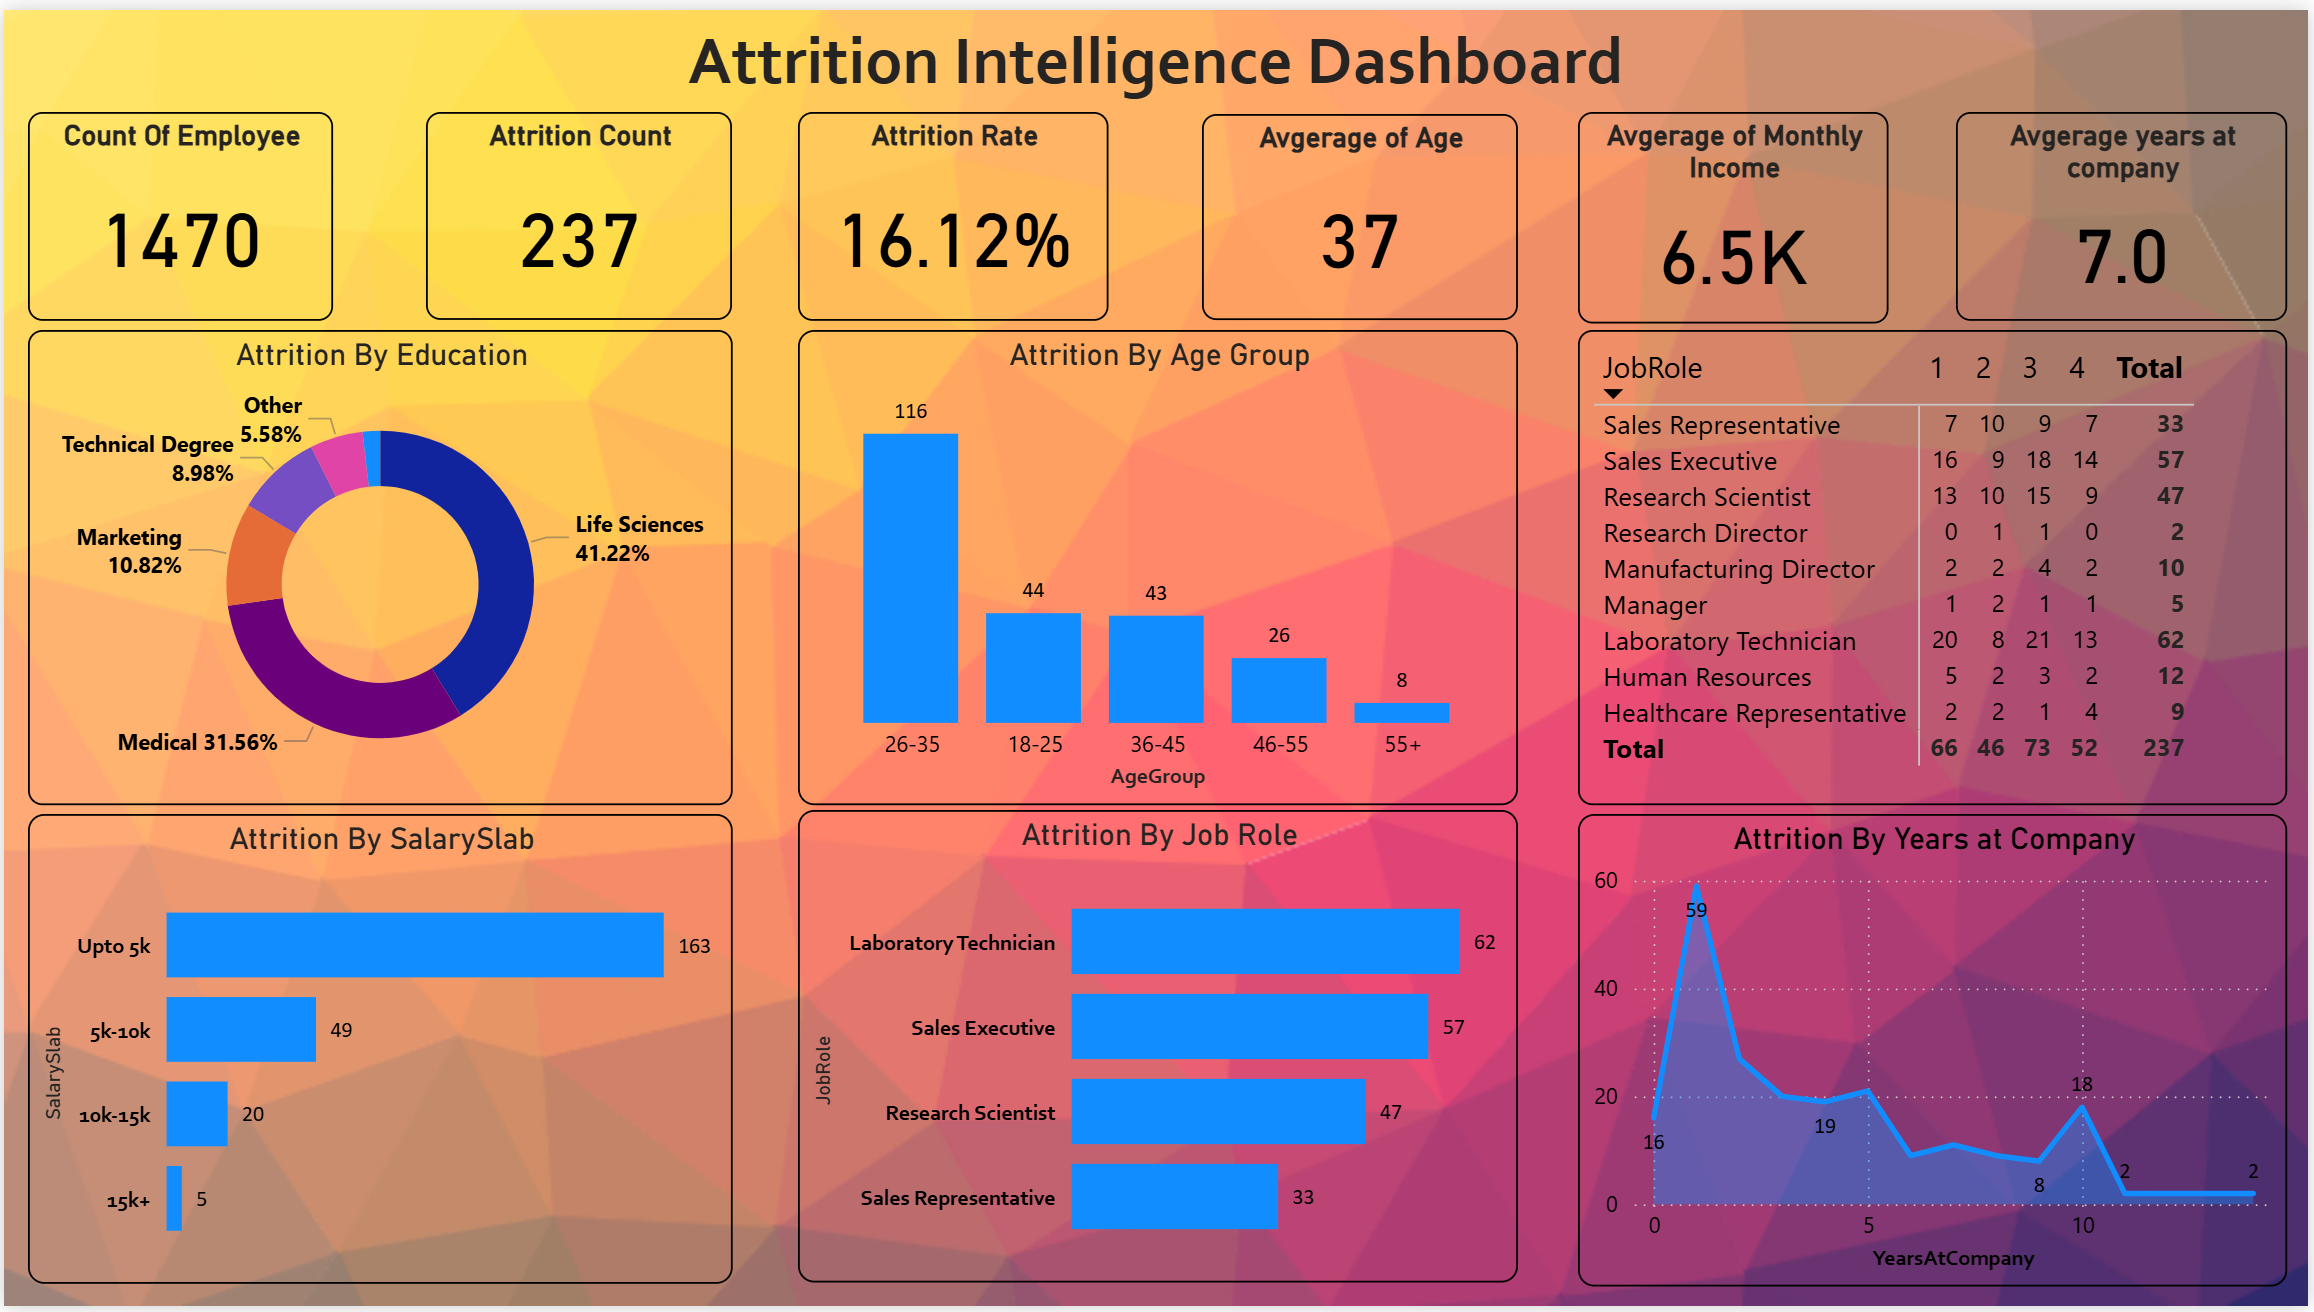 Attrition Intelligence Dashboard
Count Of Employee
1470
Attrition Count
237
Attrition Rate
16.12%
Avgerage of Age
37
Avgerage of Monthly
Income
6.5K
Avgerage years at
company
7.0
Attrition By Education
Other
5.58%
Technical Degree
8.98%
Marketing
10.82%
Life Sciences
41.22%
Medical 31.56%
Attrition By Age Group
116
44
43
26
8
26-35 18-25 36-45 46-55 55+
AgeGroup
JobRole 1 2 3 4 Total
Sales Representative 7 10 9 7 33
Sales Executive 16 9 18 14 57
Research Scientist 13 10 15 9 47
Research Director 0 1 1 0 2
Manufacturing Director 2 2 4 2 10
Manager 1 2 1 1 5
Laboratory Technician 20 8 21 13 62
Human Resources 5 2 3 2 12
Healthcare Representative 2 2 1 4 9
Total 66 46 73 52 237
Attrition By SalarySlab
SalarySlab
Upto 5k 163
5k-10k 49
10k-15k 20
15k+ 5
Attrition By Job Role
JobRole
Laboratory Technician 62
Sales Executive 57
Research Scientist 47
Sales Representative 33
Attrition By Years at Company
60
59
40
18
20
19
16
2 2
8
0
0 5 10
YearsAtCompany